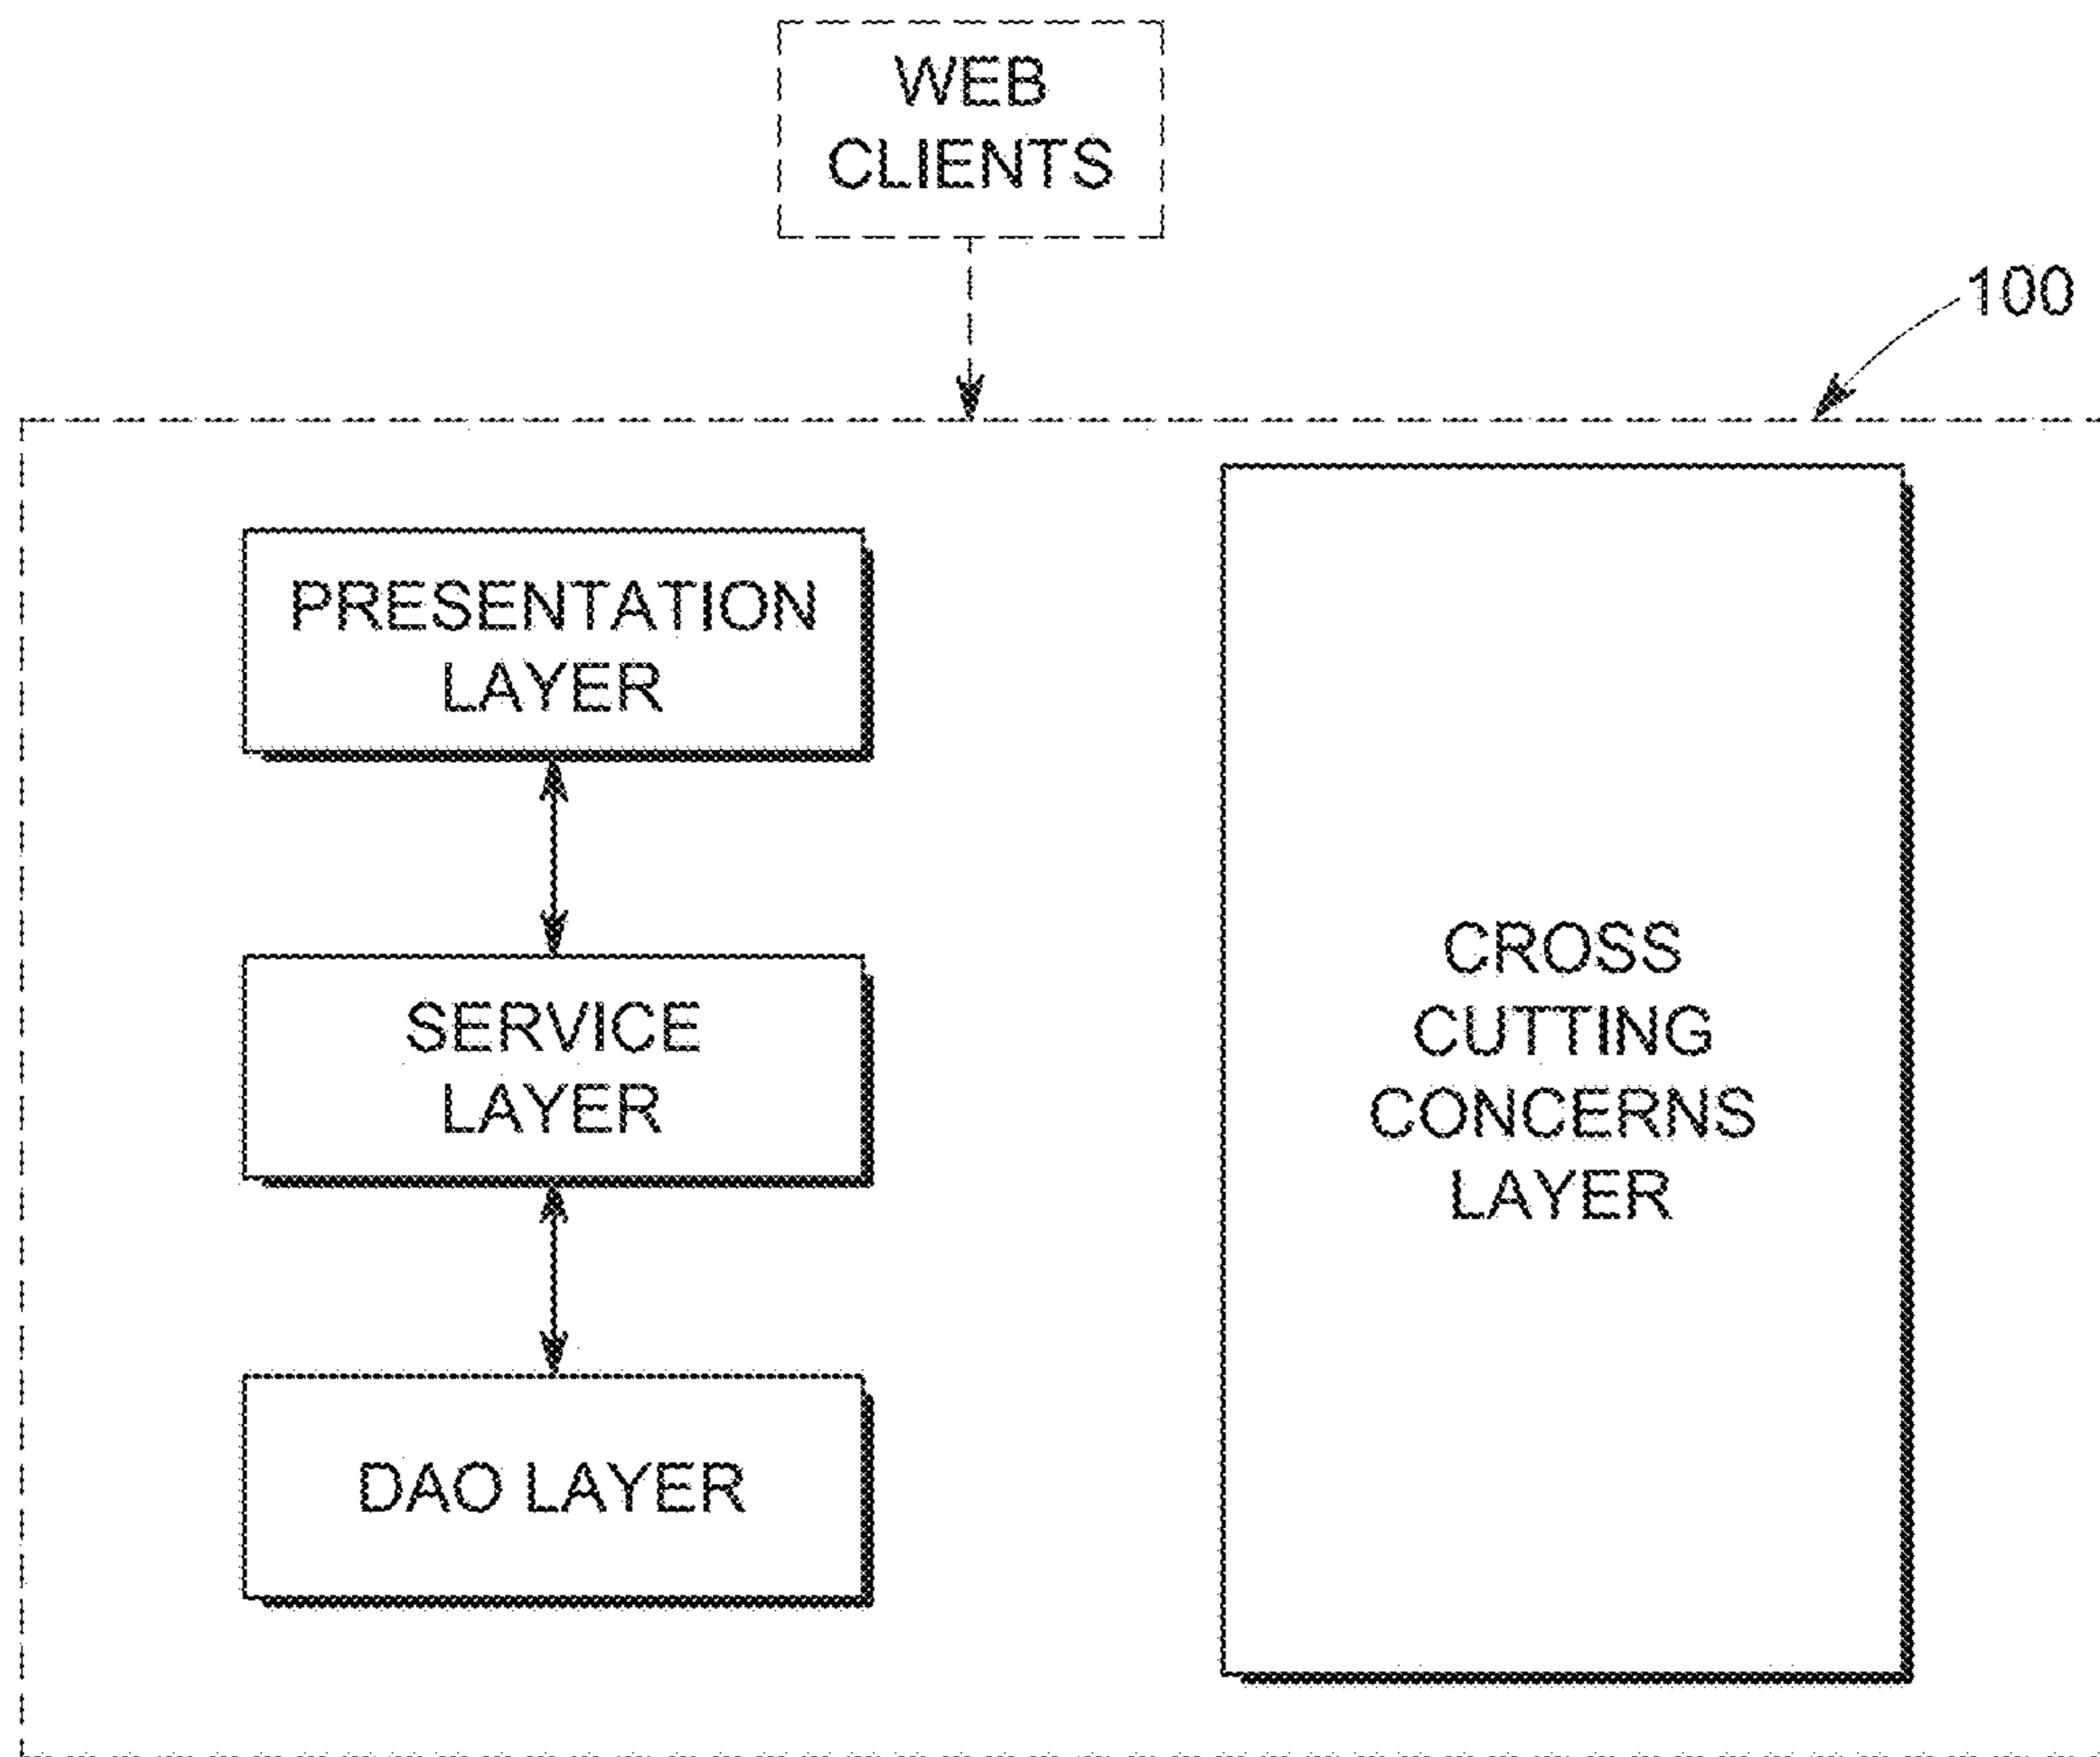 WEB
CLIENTS
100
PRESENTATION
LAYER
SERVICE
LAYER
DAO LAYER
CROSS
CUTTING
CONCERNS
LAYER